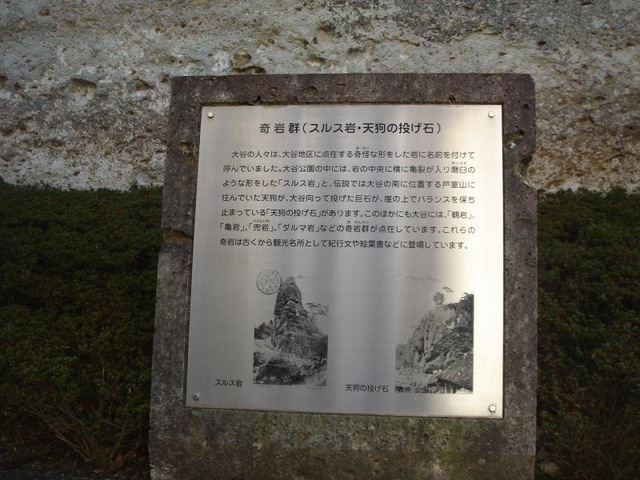 奇岩群(スルス岩・天狗の投げ石)
大谷の人々は、大谷地区に点在する奇怪な形をした岩に名前を付けて
呼んでいました。大谷公園の中には、岩の中央に横に亀裂が入り磨臼の
ような形をした「スルス岩」と、伝説では大谷の南に位置する戸室山に
住んでいた天狗が、大谷向って投げた巨石が、崖の上でバランスを保ち
止まっている「天狗の投げ石」があります。このほかにも大谷には、「鶴岩」、
「亀岩」、「兜岩」、「ダルマ岩」などの奇岩群が点在しています。これらの
奇岩は古くから観光名所として紀行文や絵葉書などに登場しています。
スルス岩
天狗の投げ石